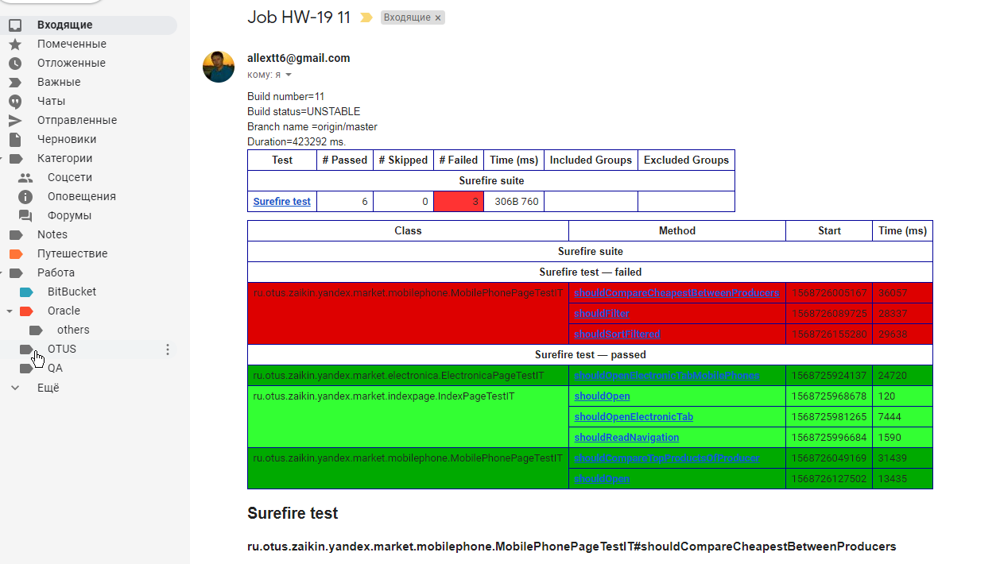 Входящие
Помеченные
Отложенные
Важные
Чаты
Отправленные
Черновики
Категории
Соцсети
Оповещения
Форумы
Notes
Путешествие
Работа
BitBucket
Oracle
others
OTUS
QA
Ещё
Job HW-19 11 Входящие ×
allextt6@gmail.com
кому: я
Build number=11
Build status=UNSTABLE
Branch name =origin/master
Duration=423292 ms.
Test # Passed # Skipped # Failed Time (ms) Included Groups Excluded Groups
Surefire suite
Surefire test 6 0 3 306В 760
Class Method Start Time (ms)
Surefire suite
Surefire test — failed
ru.otus.zaikin.yandex.market.mobilephone.MobilePhonePageTestIT shouldCompareCheapestBetweenProducers 1568726005167 36057
shouldFilter 1568726089725 28337
shouldSortFiltered 1568726155280 29638
Surefire test — passed
ru.otus.zaikin.yandex.market.electronica.ElectronicaPageTestIT shouldOpenElectronicTabMobilePhones 1568725924137 24720
ru.otus.zaikin.yandex.market.indexpage.IndexPageTestIT shouldOpen 1568725968678 120
shouldOpenElectronicTab 1568725981265 7444
shouldReadNavigation 1568725996684 1590
ru.otus.zaikin.yandex.market.mobilephone.MobilePhonePageTestIT shouldCompareTopProductsOfProducer 1568726049169 31439
shouldOpen 1568726127502 13435
Surefire test
ru.otus.zaikin.yandex.market.mobilephone.MobilePhonePageTestIT#shouldCompareCheapestBetweenProducers